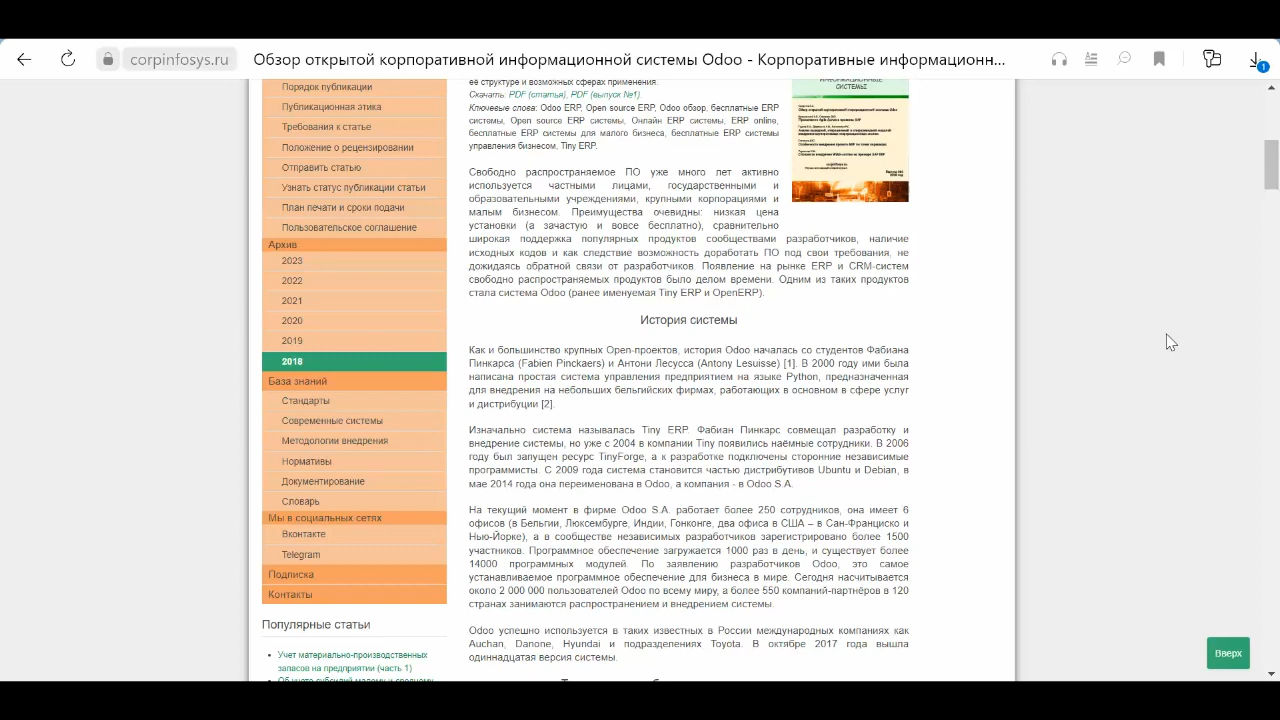 corpinfosys.ru
Обзор открытой корпоративной информационной системы Odoo - Корпоративные информационн...
1
Порядок публикации
Публикационная этика
Требования к статье
Положение о рецензировании
Отправить статью
Узнать статус публикации статьи
План печати и сроки подачи
Пользовательское соглашение
Архив
2023
2022
2021
2020
2019
2018
База знаний
Стандарты
Современные системы
Методологии внедрения
Нормативы
Документирование
Словарь
Мы в социальных сетях
Вконтакте
Telegram
Подписка
Контакты
Популярные статьи
Учет материально-производственных
запасов на предприятии (часть 1)
её структуре и возможных сферах применения.
Скачать: PDF (статья), PDF (выпуск №1).
Ключевые слова: Odoo ERP, Open source ERP, Odoo обзор, бесплатные ERP
системы, Open source ERP системы, Онлайн ERP системы, ERP online,
бесплатные ERP системы для малого бизнеса, бесплатные ERP системы
управления бизнесом, Tiny ERP.
ИНФОРМАЦИОННЫЕ
СИСТЕМЫ
Свободно распространяемое ПО уже много лет активно
используется частными лицами, государственными и
образовательными учреждениями, крупными корпорациями и
малым бизнесом. Преимущества очевидны: низкая цена
установки (а зачастую и вовсе бесплатно), сравнительно
широкая поддержка популярных продуктов сообществами разработчиков, наличие
исходных кодов и как следствие возможность доработать ПО под свои требования, не
дожидаясь обратной связи от разработчиков. Появление на рынке ERP и CRM-систем
свободно распространяемых продуктов было делом времени. Одним из таких продуктов
стала система Odoo (ранее именуемая Tiny ERP и OpenERP).
История системы
Как и большинство крупных Open-проектов, история Odoo началась со студентов Фабиана
Пинкарса (Fabien Pinckaers) и Антони Лесусса (Antony Lesuisse) [1]. В 2000 году ими была
написана простая система управления предприятием на языке Python, предназначенная
для внедрения на небольших бельгийских фирмах, работающих в основном в сфере услуг
и дистрибуции [2].
Изначально система называлась Tiny ERP. Фабиан Пинкарс совмещал разработку и
внедрение системы, но уже с 2004 в компании Tiny появились наёмные сотрудники. В 2006
году был запущен ресурс TinyForge, а к разработке подключены сторонние независимые
программисты. С 2009 года система становится частью дистрибутивов Ubuntu и Debian, в
мае 2014 года она переименована в Odoo, а компания - в Odoo S.A.
На текущий момент в фирме Odoo S.A. работает более 250 сотрудников, она имеет 6
офисов (в Бельгии, Люксембурге, Индии, Гонконге, два офиса в США – в Сан-Франциско и
Нью-Йорке), а в сообществе независимых разработчиков зарегистрировано более 1500
участников. Программное обеспечение загружается 1000 раз в день, и существует более
14000 программных модулей. По заявлению разработчиков Odoo, это самое
устанавливаемое программное обеспечение для бизнеса в мире. Сегодня насчитывается
около 2 000 000 пользователей Odoo по всему миру, а более 550 компаний-партнёров в 120
странах занимаются распространением и внедрением системы.
Odoo успешно используется в таких известных в России международных компаниях как
Auchan, Danone, Hyundai и подразделениях Toyota. В октябре 2017 года вышла
одиннадцатая версия системы.
Вверх